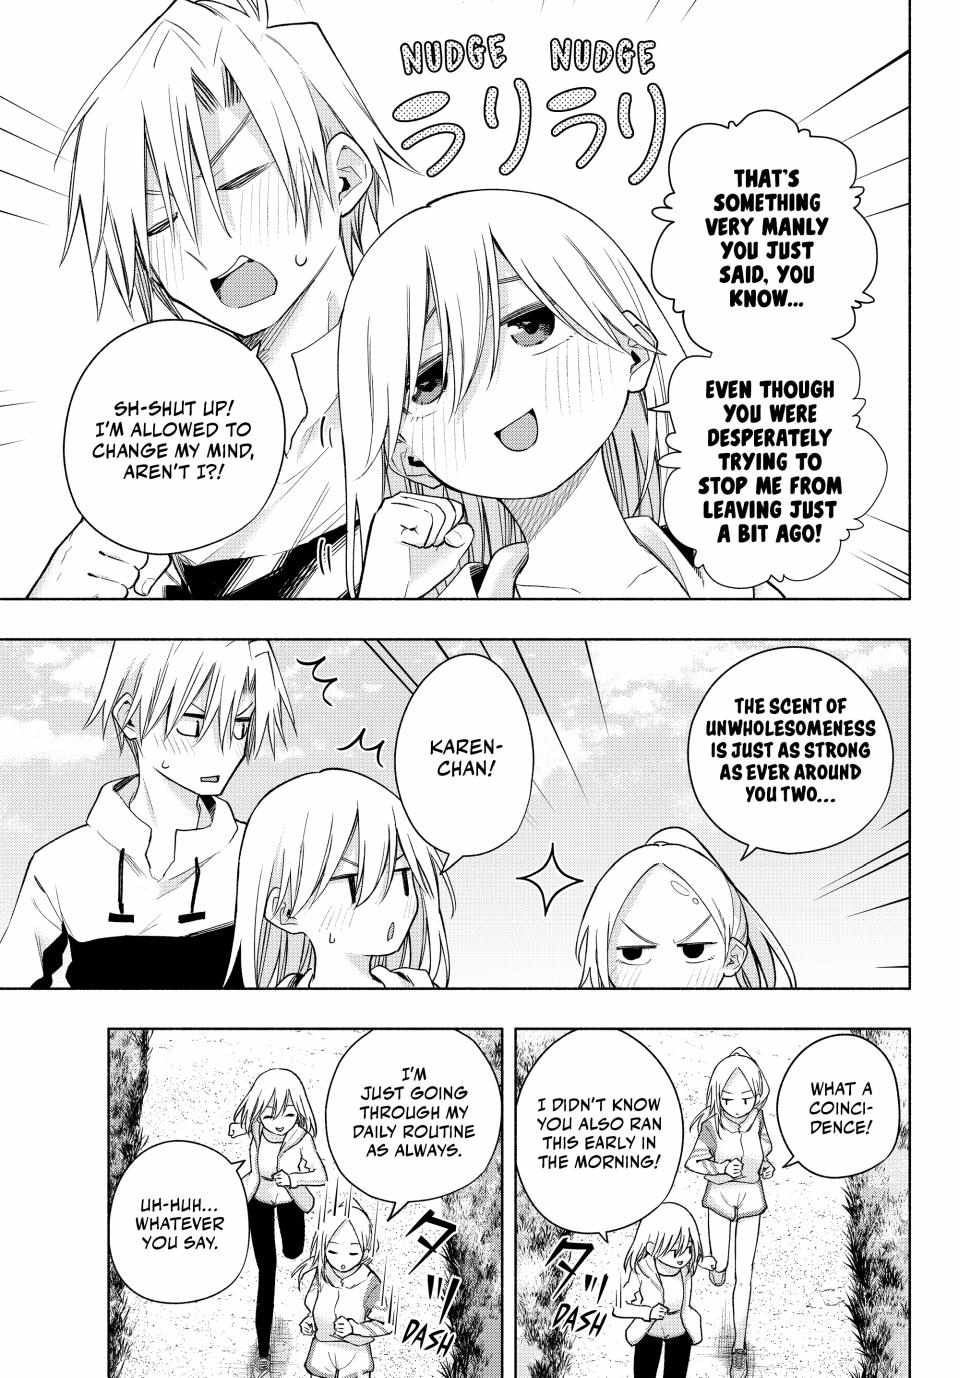 NUDGE NUDGE
ラリラリ
THAT'S
SOMETHING
VERY MANLY
YOU JUST
SAID, YOU
KNOW...
EVEN THOUGH
YOU WERE
DESPERATELY
TRYING TO
STOP ME FROM
LEAVING JUST
A BIT AGO!
SH-SHUT UP!
I'M ALLOWED TO
CHANGE MY MIND,
AREN'T I?!
THE SCENT OF
UNWHOLESOMENESS
IS JUST AS STRONG
AS EVER AROUND
YOU TWO...
KAREN-
CHAN!
WHAT A
COINCI-
DENCE!
I DIDN'T KNOW
YOU ALSO RAN
THIS EARLY IN
THE MORNING!
タッ
DASH
I'M
JUST GOING
THROUGH MY
DAILY ROUTINE
AS ALWAYS.
タッ
DASH
UH-HUH...
WHATEVER
YOU SAY.